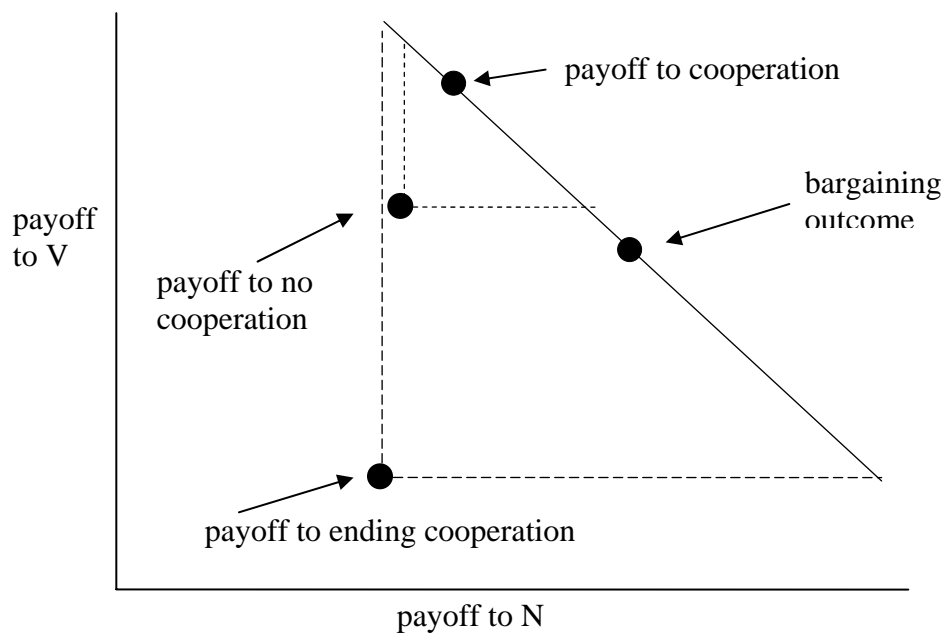 payoff to cooperation
bargaining
outcome
payoff
to V
payoff to no
cooperation
payoff to ending cooperation
payoff to N